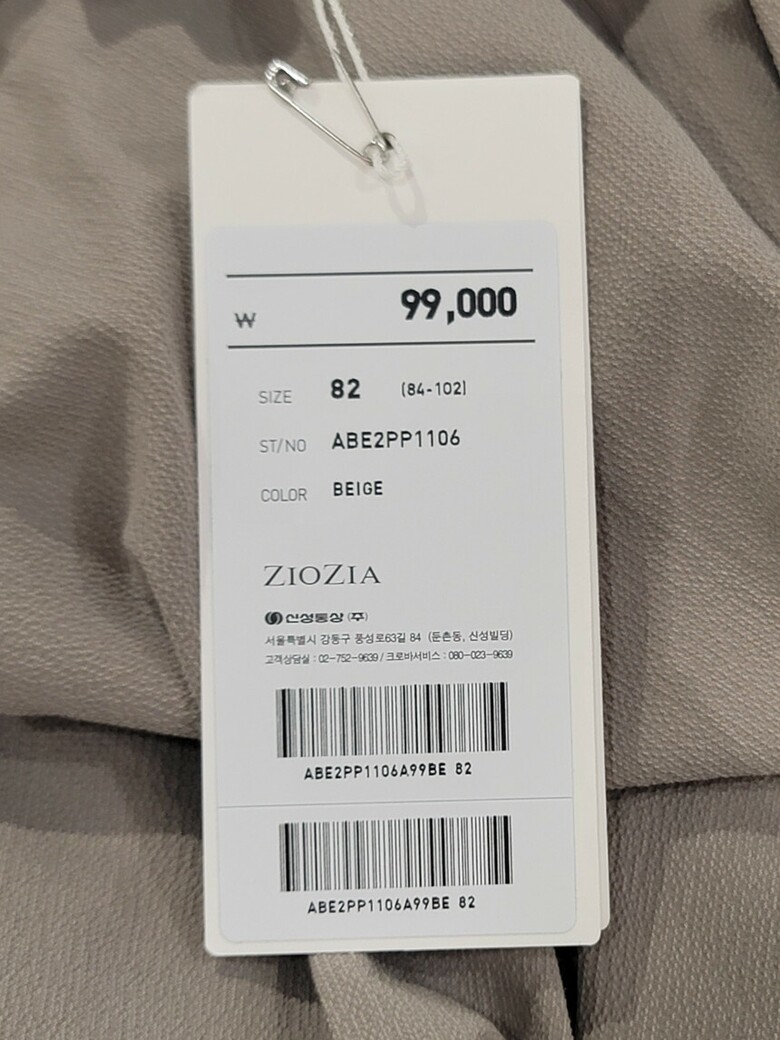 ₩ 99,000
SIZE 82 (84-102)
ST/NO ABE2PP1106
COLOR BEIGE
ZIOZIA
신성통상 (주)
서울특별시 강동구 풍성로63길 84 (둔촌동, 신성빌딩)
고객상담실 : 02-752-9639 / 크로바서비스 : 080-023-9639
ABE2PP1106A99BE 82
ABE2PP1106A99BE 82